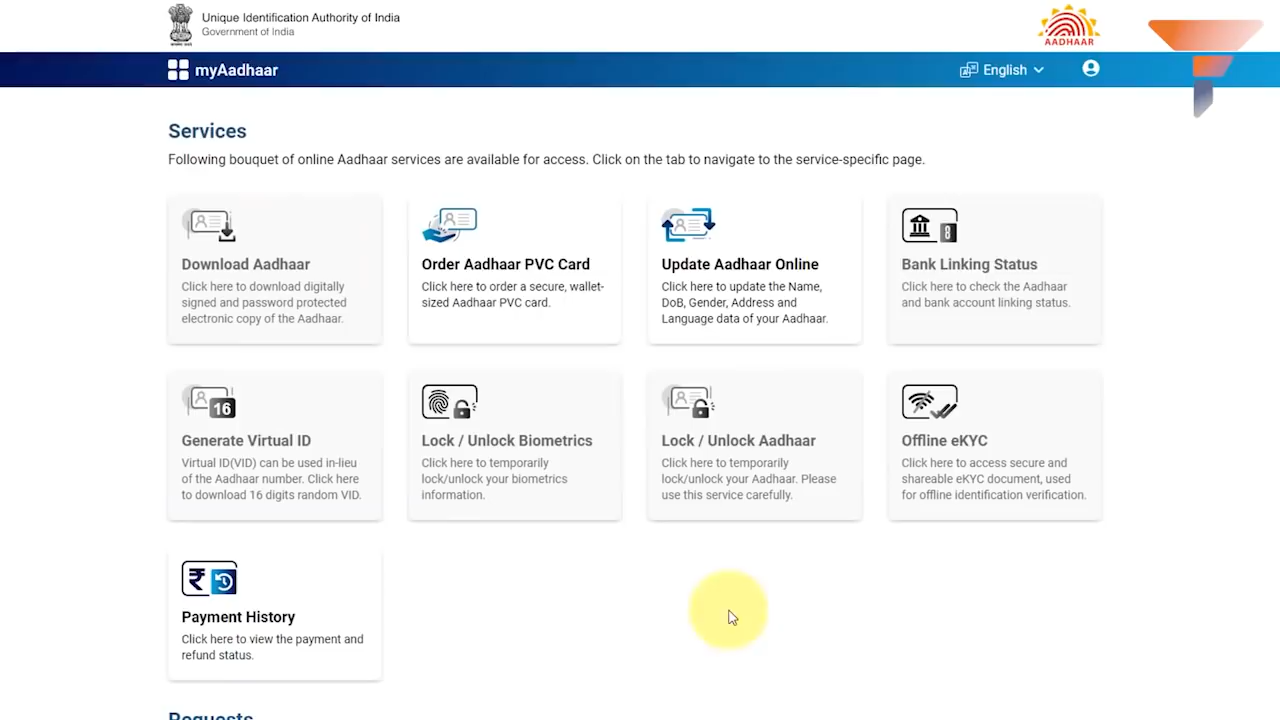 Unique Identification Authority of India
Government of India
AADHAAR
myAadhaar
English
Services
Following bouquet of online Aadhaar services are available for access. Click on the tab to navigate to the service-specific page.
Download Aadhaar
Click here to download digitally
signed and password protected
electronic copy of the Aadhaar.
Order Aadhaar PVC Card
Click here to order a secure, wallet-
sized Aadhaar PVC card.
Update Aadhaar Online
Click here to update the Name,
DoB, Gender, Address and
Language data of your Aadhaar.
8
Bank Linking Status
Click here to check the Aadhaar
and bank account linking status.
16
Generate Virtual ID
Virtual ID(VID) can be used in-lieu
of the Aadhaar number. Click here
to download 16 digits random VID.
Lock / Unlock Biometrics
Click here to temporarily
lock/unlock your biometrics
information.
Lock / Unlock Aadhaar
Click here to temporarily
lock/unlock your Aadhaar. Please
use this service carefully.
Offline eKYC
Click here to access secure and
shareable eKYC document, used
for offline identification verification.
₹
Payment History
Click here to view the payment and
refund status.
Requests